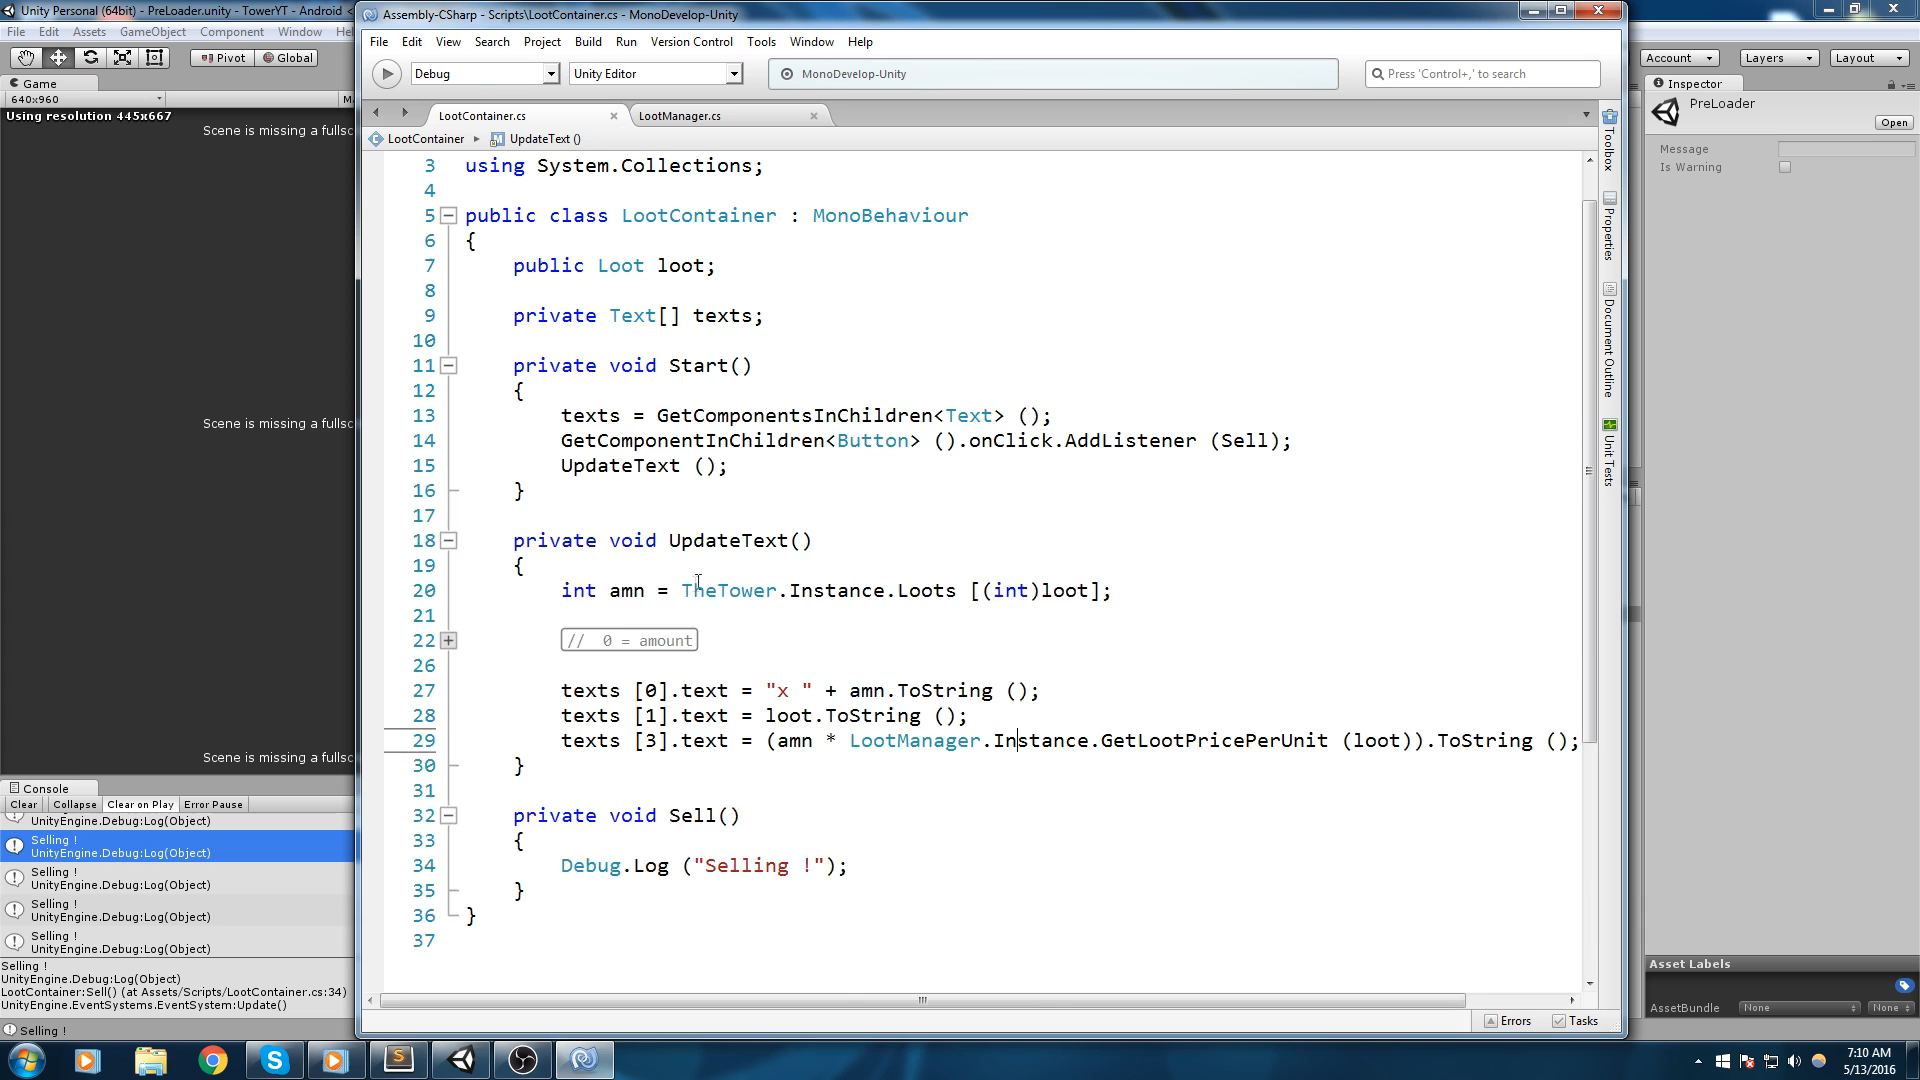 Unity Personal (64bit) - PreLoader.unity - TowerYT - Android <
File Edit Assets GameObject Component Window
Pivot Global
Account Layers Layout
Game
640x960
Using resolution 445x667
Scene is missing a fullsc
Scene is missing a fullsc
Scene is missing a fullsc
Console
Clear Collapse Clear on Play Error Pause
UnityEngine.Debug:Log(Object)
Selling !
UnityEngine.Debug:Log(Object)
Selling !
UnityEngine.Debug:Log(Object)
Selling !
UnityEngine.Debug:Log(Object)
Selling !
UnityEngine.Debug:Log(Object)
Selling !
UnityEngine.Debug:Log(Object)
LootContainer:Sell() (at Assets/Scripts/LootContainer.cs:34)
UnityEngine.EventSystems.EventSystem:Update()
Selling !
Assembly-CSharp - Scripts\LootContainer.cs - MonoDevelop-Unity
File Edit View Search Project Build Run Version Control Tools Window Help
Debug Unity Editor MonoDevelop-Unity Press 'Control+,' to search
LootContainer.cs LootManager.cs
LootContainer UpdateText ()
3 using System.Collections;
4
5 public class LootContainer : MonoBehaviour
6 {
7 public Loot loot;
8
9 private Text[] texts;
10
11 private void Start()
12 {
13 texts = GetComponentsInChildren<Text> ();
14 GetComponentInChildren<Button> ().onClick.AddListener (Sell);
15 UpdateText ();
16 }
17
18 private void UpdateText()
19 {
20 int amn = TheTower.Instance.Loots [(int)loot];
21
22 // 0 = amount
26
27 texts [0].text = "x " + amn.ToString ();
28 texts [1].text = loot.ToString ();
29 texts [3].text = (amn * LootManager.Instance.GetLootPricePerUnit (loot)).ToString ();
30 }
31
32 private void Sell()
33 {
34 Debug.Log ("Selling !");
35 }
36 }
37
Errors Tasks
Toolbox
Properties
Document Outline
Unit Tests
Inspector
PreLoader
Open
Message
Is Warning
Asset Labels
AssetBundle None None
7:10 AM
5/13/2016